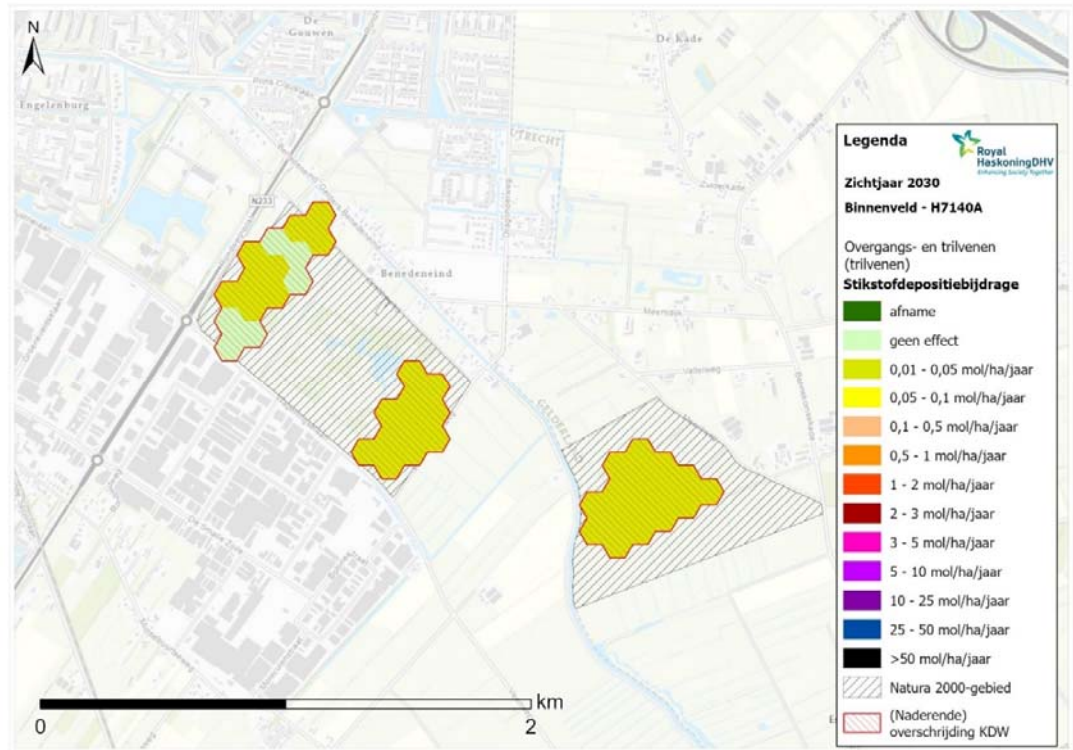 N
De
Gouwen
De Kade
Engelenburg
UTRECHT
Zuiderkade
N233
Benedeneind
Meentdijk
GELDERLAND
0
2
km
Legenda
Royal
HaskoningDHV
Enhancing Society Together
Zichtjaar 2030
Binnenveld - H7140A
Overgangs- en trilvenen
(trilvenen)
Stikstofdepositiebijdrage
afname
geen effect
0,01 - 0,05 mol/ha/jaar
0,05 - 0,1 mol/ha/jaar
0,1 - 0,5 mol/ha/jaar
0,5 - 1 mol/ha/jaar
1 - 2 mol/ha/jaar
2 - 3 mol/ha/jaar
3 - 5 mol/ha/jaar
5 - 10 mol/ha/jaar
10 - 25 mol/ha/jaar
25 - 50 mol/ha/jaar
>50 mol/ha/jaar
Natura 2000-gebied
(Naderende)
overschrijding KDW